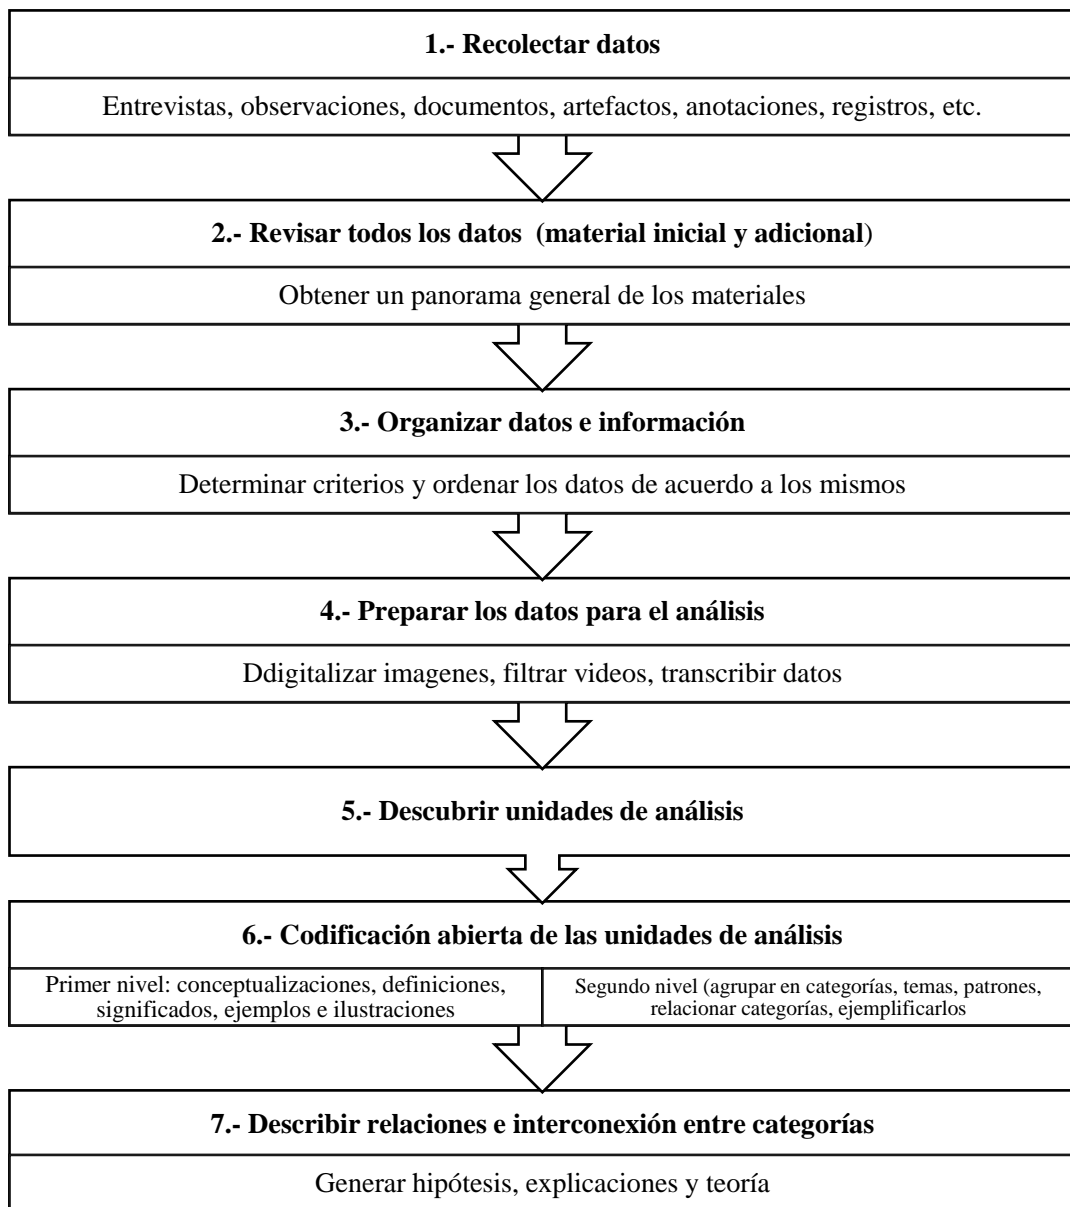 1.- Recolectar datos
Entrevistas, observaciones, documentos, artefactos, anotaciones, registros, etc.
2.- Revisar todos los datos  (material inicial y adicional)
Obtener un panorama general de los materiales
3.- Organizar datos e información
Determinar criterios y ordenar los datos de acuerdo a los mismos
4.- Preparar los datos para el análisis
Ddigitalizar imagenes, filtrar videos, transcribir datos
5.- Descubrir unidades de análisis
6.- Codificación abierta de las unidades de análisis
Primer nivel: conceptualizaciones, definiciones,
significados, ejemplos e ilustraciones
Segundo nivel (agrupar en categorías, temas, patrones,
relacionar categorías, ejemplificarlos
7.- Describir relaciones e interconexión entre categorías
Generar hipótesis, explicaciones y teoría